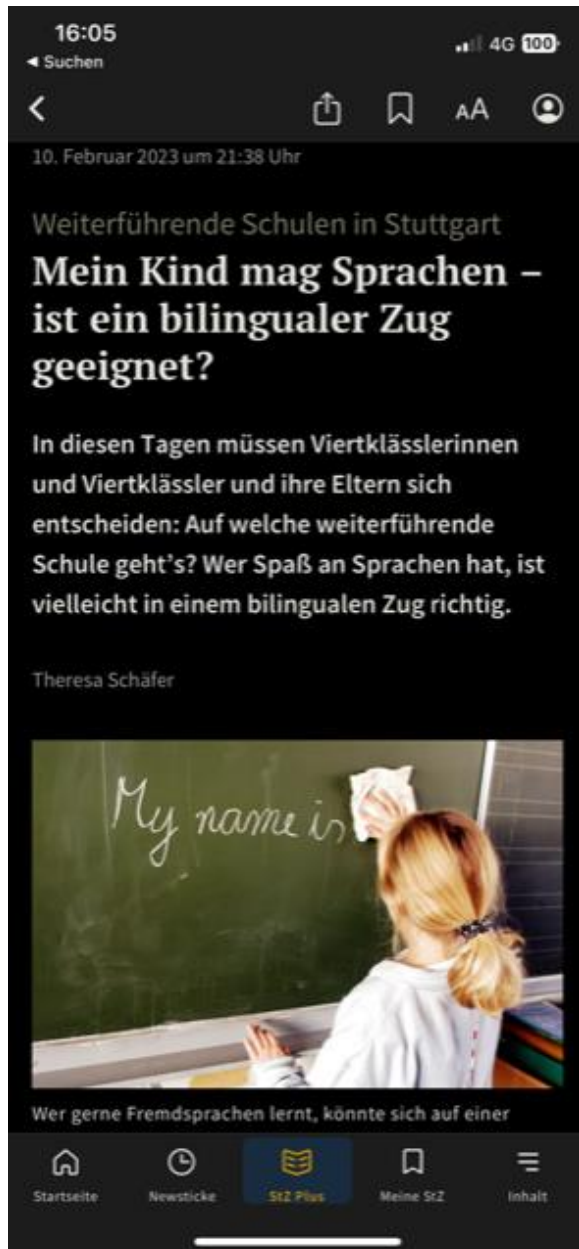 16:05
4G 100
◄ Suchen
AA
10. Februar 2023 um 21:38 Uhr
Weiterführende Schulen in Stuttgart
Mein Kind mag Sprachen –
ist ein bilingualer Zug
geeignet?
In diesen Tagen müssen Viertklässlerinnen
und Viertklässler und ihre Eltern sich
entscheiden: Auf welche weiterführende
Schule geht’s? Wer Spaß an Sprachen hat, ist
vielleicht in einem bilingualen Zug richtig.
Theresa Schäfer
My name is
Wer gerne Fremdsprachen lernt, könnte sich auf einer
Startseite Newsticke StZ Plus Meine StZ Inhalt